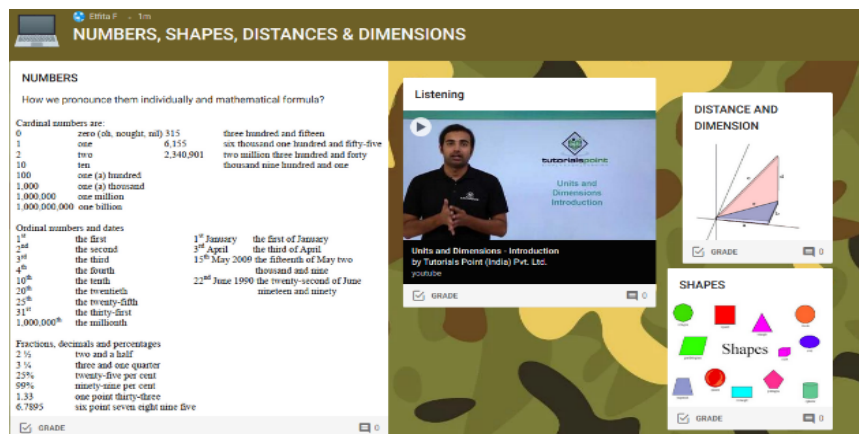 Etfita F . 1m
NUMBERS, SHAPES, DISTANCES & DIMENSIONS
NUMBERS
How we pronounce them individually and mathematical formula?
Cardinal numbers are:
0 zero (oh, nought, nil) 315 three hundred and fifteen
1 one 6,155 six thousand one hundred and fifty-five
2 two 2,340,901 two million three hundred and forty
10 ten thousand nine hundred and one
100 one (a) hundred
1,000 one (a) thousand
1,000,000 one million
1,000,000,000 one billion
Ordinal numbers and dates
1st the first 1st January the first of January
2nd the second 3rd April the third of April
3rd the third 15th May 2009 the fifteenth of May two
4th the fourth thousand and nine
10th the tenth 22nd June 1990 the twenty-second of June
20th the twentieth nineteen and ninety
25th the twenty-fifth
31st the thirty-first
1,000,000th the millionth
Fractions, decimals and percentages
2 ½ two and a half
3 ¼ three and one quarter
25% twenty-five per cent
99% ninety-nine per cent
1.33 one point thirty-three
6.7895 six point seven eight nine five
GRADE 0
Listening
tutorialspoint
Units and
Dimensions
Introduction
Units and Dimensions - Introduction
by Tutorials Point (India) Pvt. Ltd.
youtube
GRADE 0
DISTANCE AND
DIMENSION
GRADE 0
SHAPES
Shapes
GRADE 0